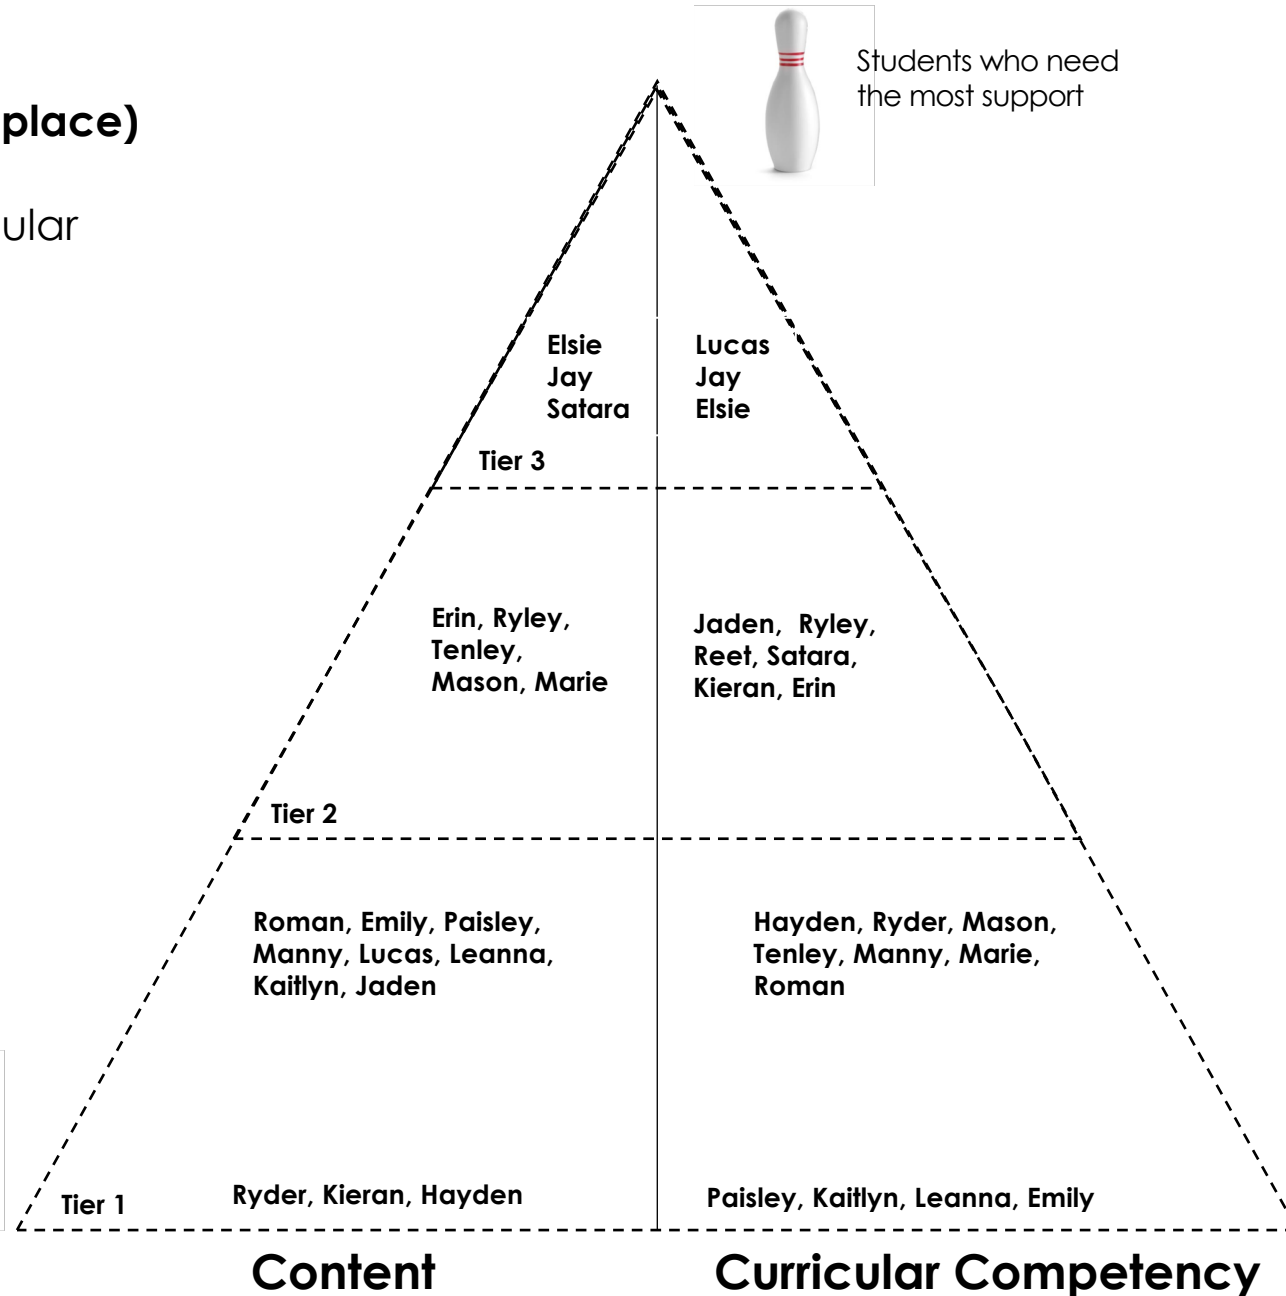 Students who need
the most support
place)
ular
Elsie
Jay
Satara
Lucas
Jay
Elsie
Tier 3
Erin, Ryley,
Tenley,
Mason, Marie
Jaden,  Ryley,
Reet, Satara,
Kieran, Erin
Tier 2
Roman, Emily, Paisley,
Manny, Lucas, Leanna,
Kaitlyn, Jaden
Hayden, Ryder, Mason,
Tenley, Manny, Marie,
Roman
Tier 1
Ryder, Kieran, Hayden
Paisley, Kaitlyn, Leanna, Emily
Content
Curricular Competency